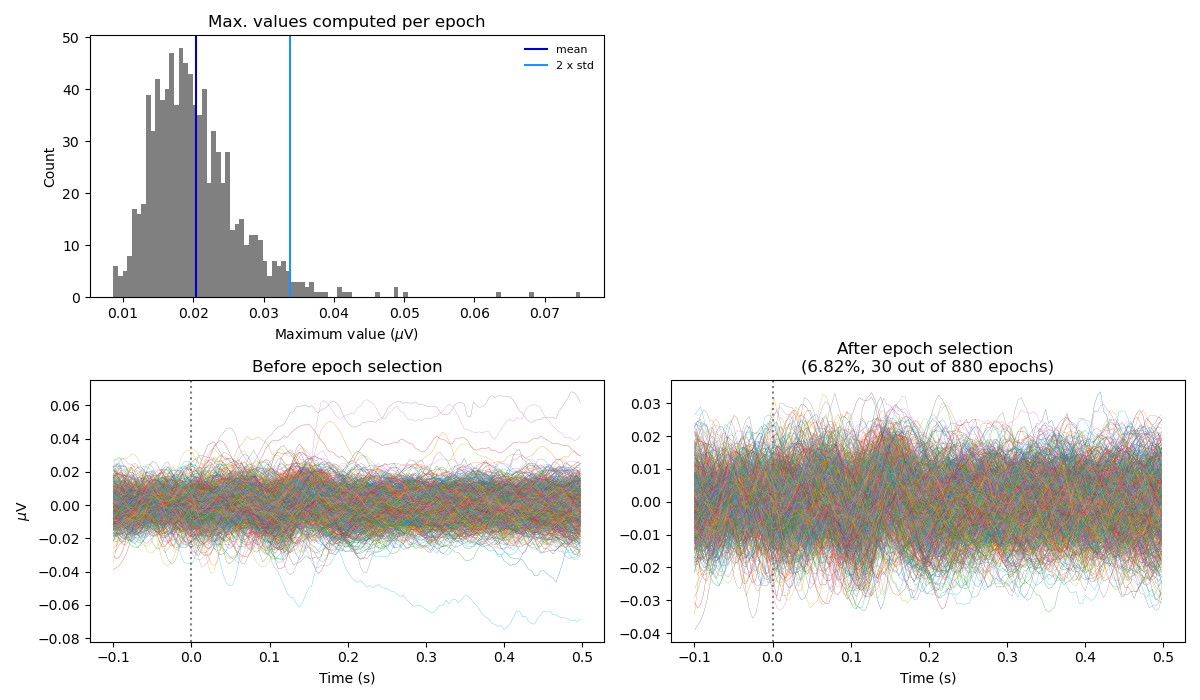 Max. values computed per epoch
50
40
30
20
10
0
Count
mean
2 x std
0.01 0.02 0.03 0.04 0.05 0.06 0.07
Maximum value (μV)
Before epoch selection
0.06
0.04
0.02
0.00
−0.02
−0.04
−0.06
−0.08
μV
−0.1 0.0 0.1 0.2 0.3 0.4 0.5
Time (s)
After epoch selection
(6.82%, 30 out of 880 epochs)
0.03
0.02
0.01
0.00
−0.01
−0.02
−0.03
−0.04
−0.1 0.0 0.1 0.2 0.3 0.4 0.5
Time (s)